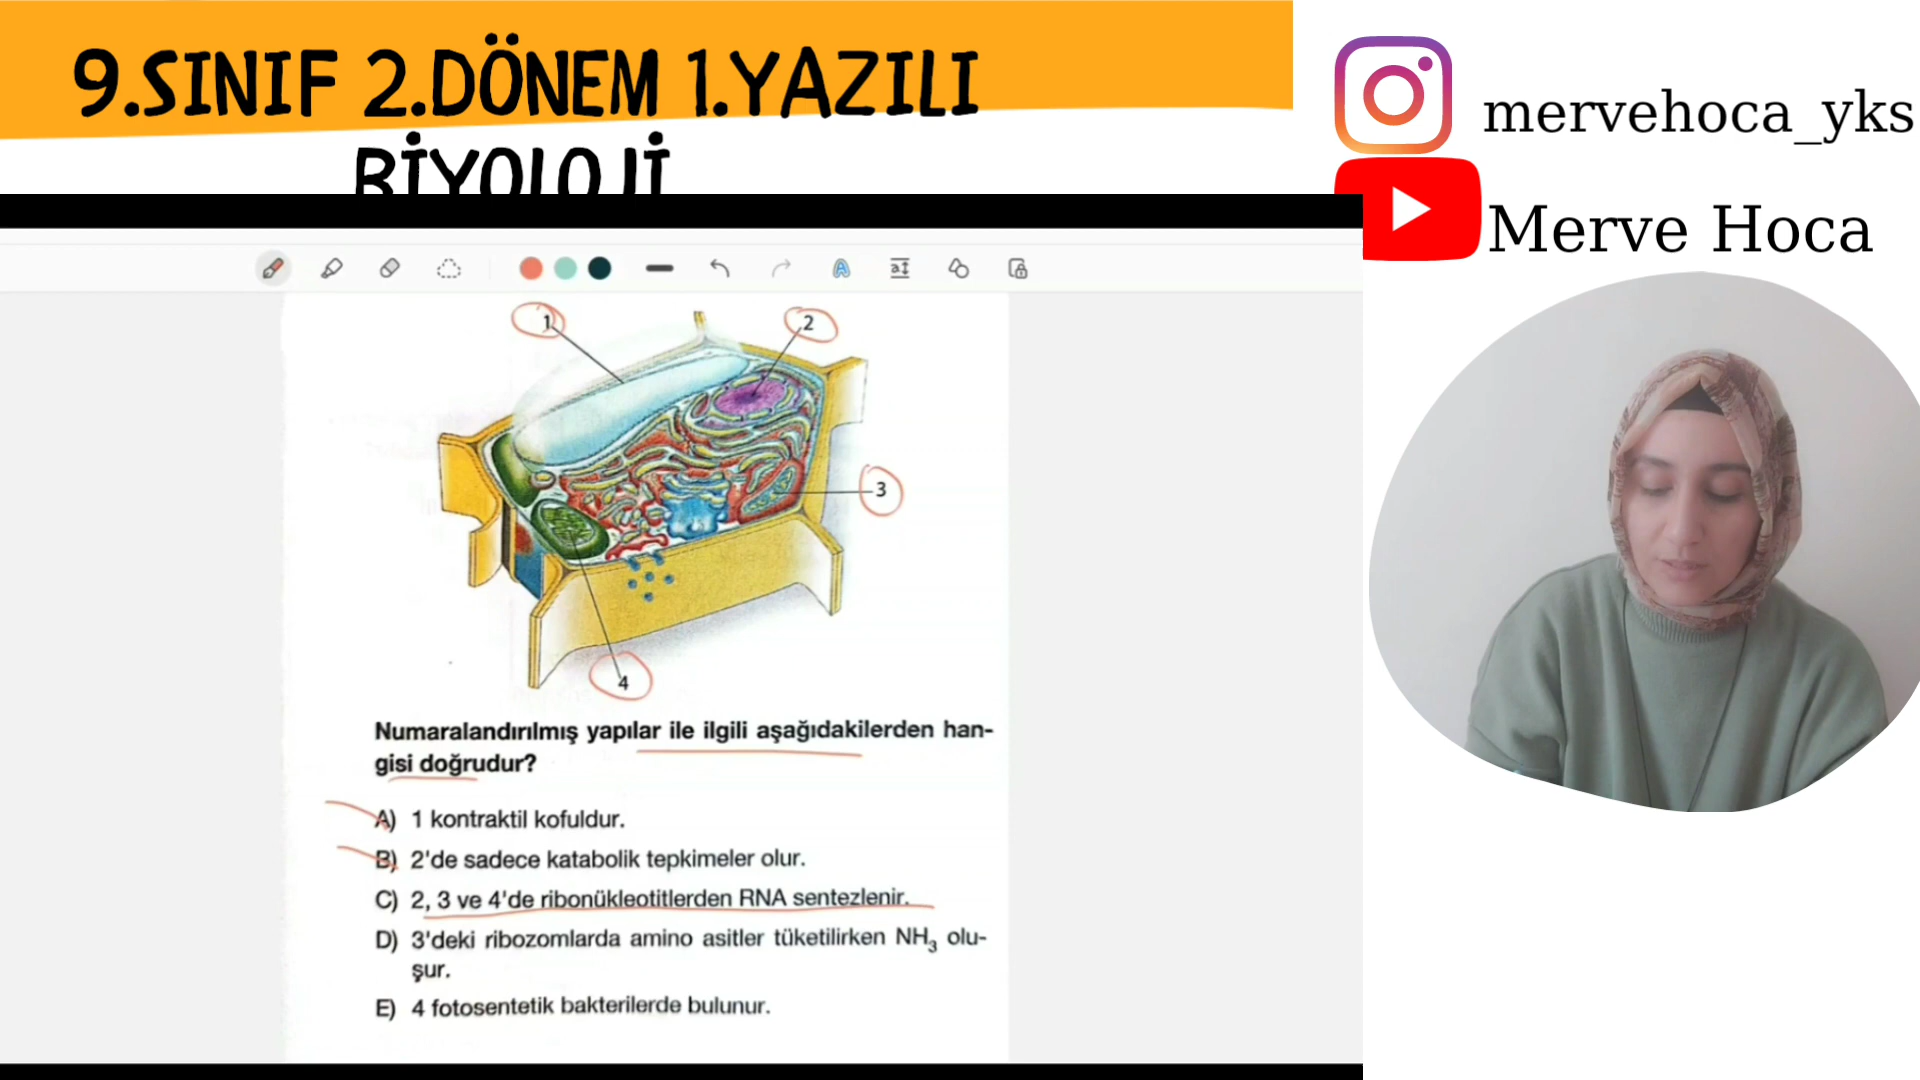 9.SINIF 2.DÖNEM 1.YAZILI
BİYOLOJİ
mervehoca_yks
Merve Hoca
1
2
3
4
Numaralandırılmış yapılar ile ilgili aşağıdakilerden han-
gisi doğrudur?
A) 1 kontraktil kofuldur.
B) 2'de sadece katabolik tepkimeler olur.
C) 2, 3 ve 4'de ribonükleotitlerden RNA sentezlenir.
D) 3'deki ribozomlarda amino asitler tüketilirken NH₃ olu-
şur.
E) 4 fotosentetik bakterilerde bulunur.